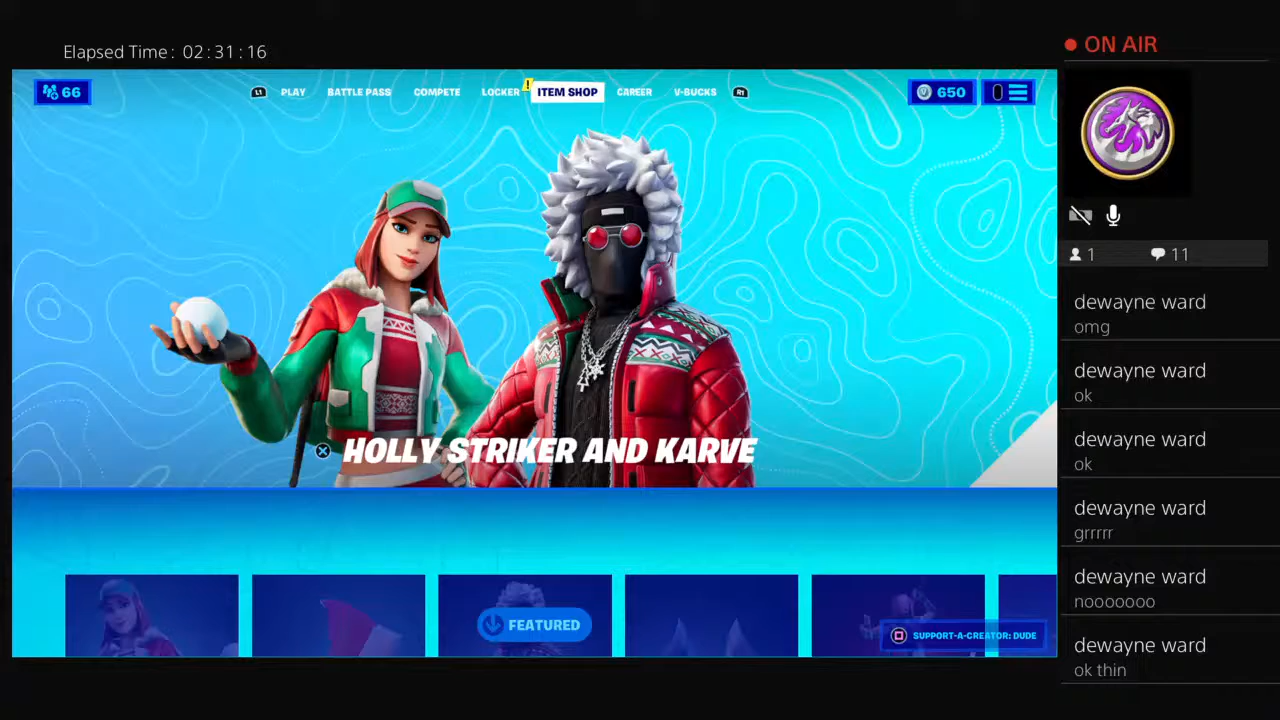 Elapsed Time: 02:31:16
ON AIR
66
L1 PLAY BATTLE PASS COMPETE LOCKER ! ITEM SHOP CAREER V-BUCKS R1
650
HOLLY STRIKER AND KARVE
FEATURED
SUPPORT-A-CREATOR: DUDE
1 11
dewayne ward
omg
dewayne ward
ok
dewayne ward
ok
dewayne ward
grrrrr
dewayne ward
nooooooo
dewayne ward
ok thin